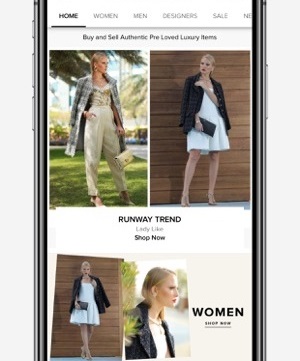 HOME WOMEN MEN DESIGNERS SALE NE
Buy and Sell Authentic Pre Loved Luxury Items
RUNWAY TREND
Lady Like
Shop Now
WOMEN
SHOP NOW